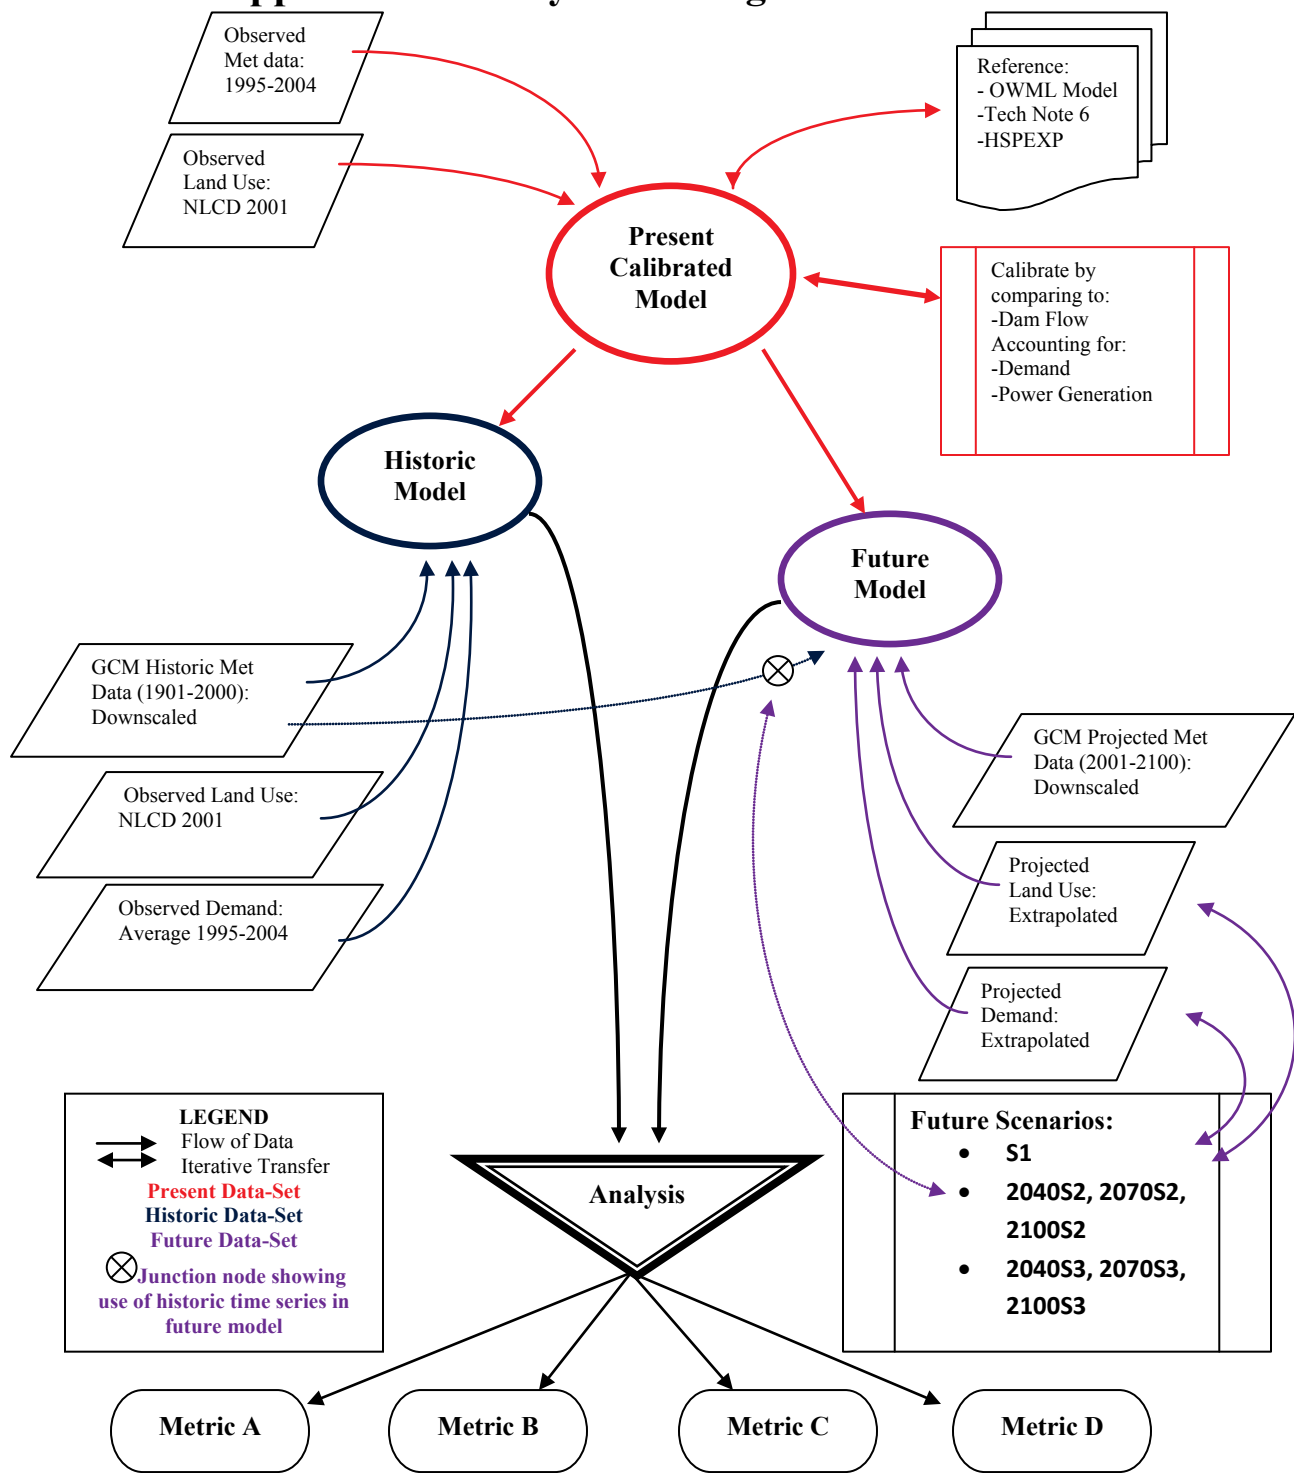 Observed
Met data:
1995-2004
Reference:
- OWML Model
-Tech Note 6
-HSPEXP
Observed
Land Use:
NLCD 2001
Present
Calibrated
Model
Calibrate by
comparing to:
-Dam Flow
Accounting for:
-Demand
-Power Generation
Historic
Model
Future
Model
GCM Historic Met
Data (1901-2000):
Downscaled
GCM Projected Met
Data (2001-2100):
Downscaled
Observed Land Use:
NLCD 2001
Projected
Land Use:
Extrapolated
Observed Demand:
Average 1995-2004
Projected
Demand:
Extrapolated
LEGEND
Flow of Data
Iterative Transfer
Present Data-Set
Historic Data-Set
Future Data-Set
Junction node showing
use of historic time series in
future model
Analysis
Future Scenarios:
• S1
• 2040S2, 2070S2,
2100S2
• 2040S3, 2070S3,
2100S3
Metric A
Metric B
Metric C
Metric D